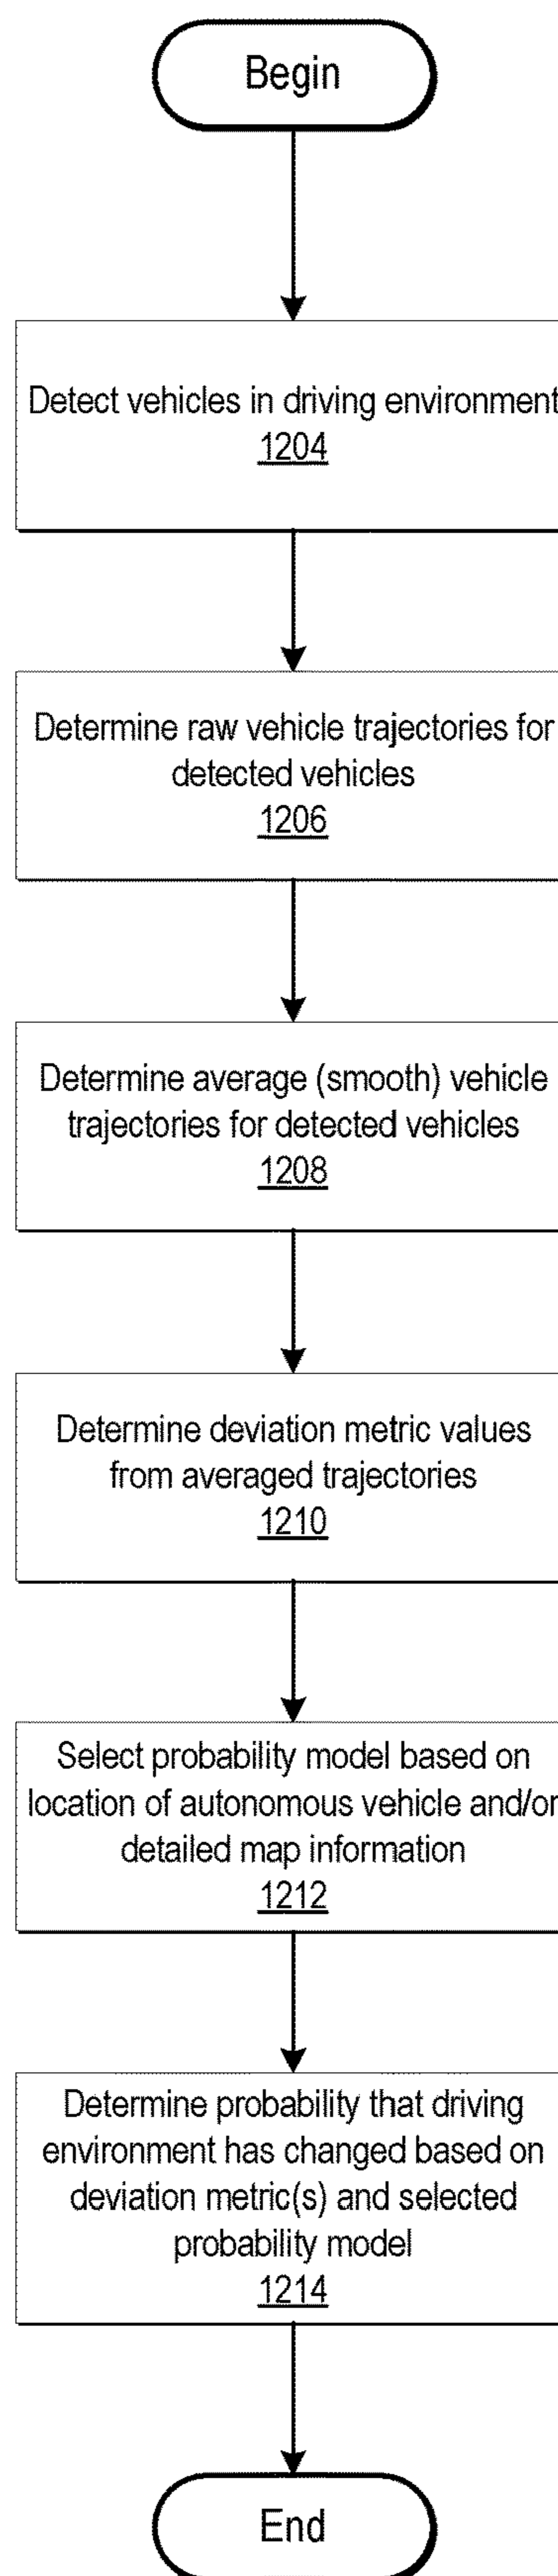 Begin
Detect vehicles in driving environment
1204
Determine raw vehicle trajectories for
detected vehicles
1206
Determine average (smooth) vehicle
trajectories for detected vehicles
1208
Determine deviation metric values
from averaged trajectories
1210
Select probability model based on
location of autonomous vehicle and/or
detailed map information
1212
Determine probability that driving
environment has changed based on
deviation metric(s) and selected
probability model
1214
End